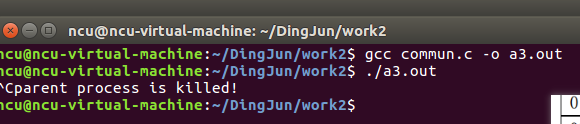 ncu@ncu-virtual-machine: ~/DingJun/work2
ncu@ncu-virtual-machine:~/DingJun/work2$ gcc commun.c -o a3.out
ncu@ncu-virtual-machine:~/DingJun/work2$ ./a3.out
^Cparent process is killed!
ncu@ncu-virtual-machine:~/DingJun/work2$
0